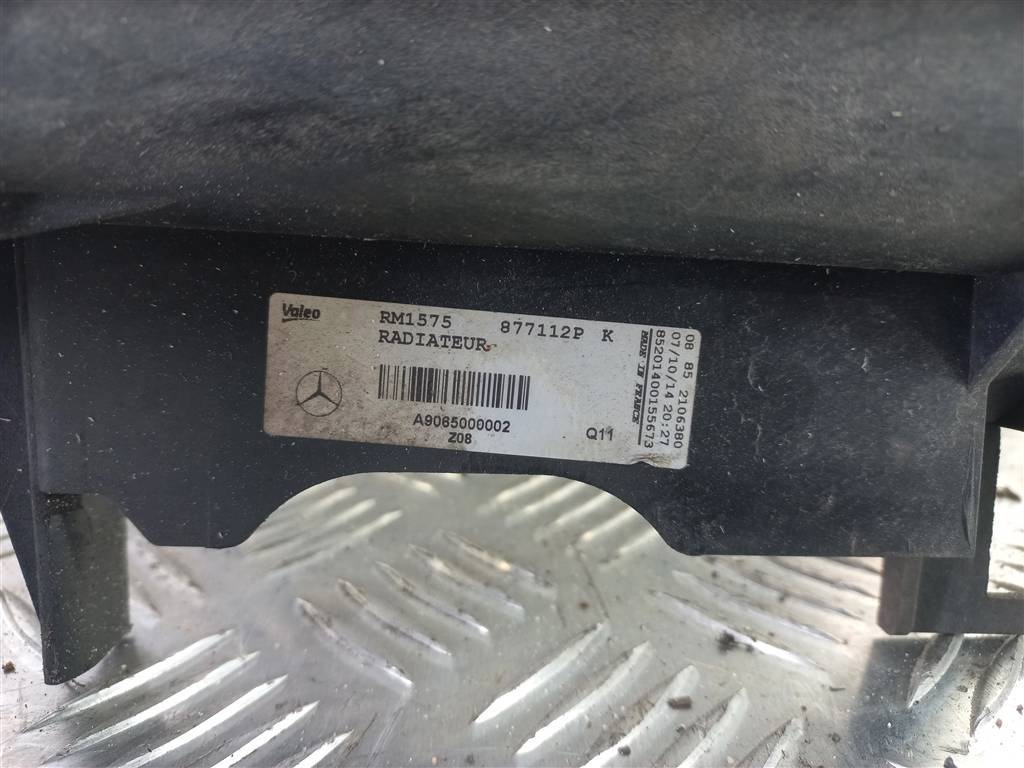 Valeo
RM1575 877112P K
RADIATEUR
A9065000002
Z08
Q11
08 85 2106380
07/10/14 20:27
85201400155673
MADE IN FRANCE